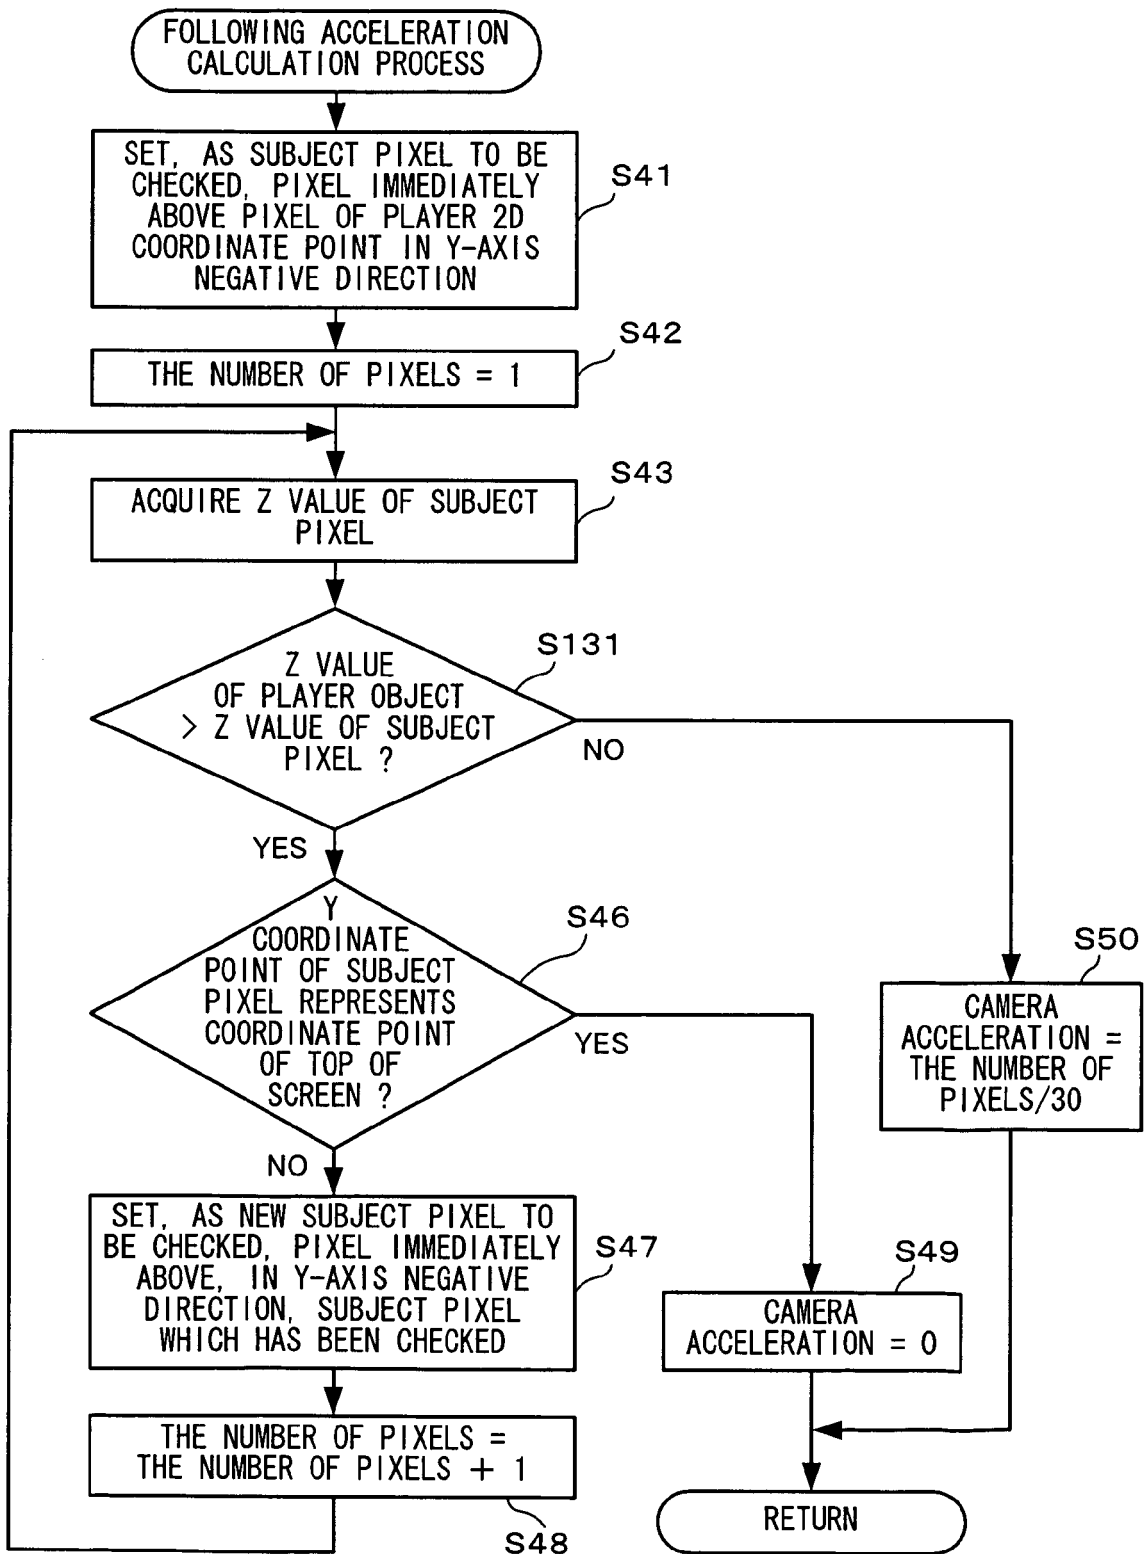 FOLLOWING ACCELERATION
CALCULATION PROCESS
SET, AS SUBJECT PIXEL TO BE
CHECKED, PIXEL IMMEDIATELY
ABOVE PIXEL OF PLAYER 2D
COORDINATE POINT IN Y-AXIS
NEGATIVE DIRECTION
S41
THE NUMBER OF PIXELS = 1
S42
ACQUIRE Z VALUE OF SUBJECT
PIXEL
S43
Z VALUE
OF PLAYER OBJECT
> Z VALUE OF SUBJECT
PIXEL ?
S131
NO
YES
Y
COORDINATE
POINT OF SUBJECT
PIXEL REPRESENTS
COORDINATE POINT
OF TOP OF
SCREEN ?
S46
YES
NO
S50
CAMERA
ACCELERATION =
THE NUMBER OF
PIXELS/30
SET, AS NEW SUBJECT PIXEL TO
BE CHECKED, PIXEL IMMEDIATELY
ABOVE, IN Y-AXIS NEGATIVE
DIRECTION, SUBJECT PIXEL
WHICH HAS BEEN CHECKED
S47
S49
CAMERA
ACCELERATION = 0
THE NUMBER OF PIXELS =
THE NUMBER OF PIXELS + 1
S48
RETURN